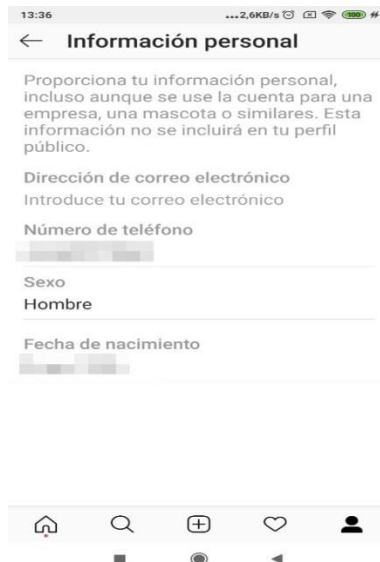 13:36 ...2,6KB/s 100
Información personal
Proporciona tu información personal,
incluso aunque se use la cuenta para una
empresa, una mascota o similares. Esta
información no se incluirá en tu perfil
público.
Dirección de correo electrónico
Introduce tu correo electrónico
Número de teléfono
Sexo
Hombre
Fecha de nacimiento